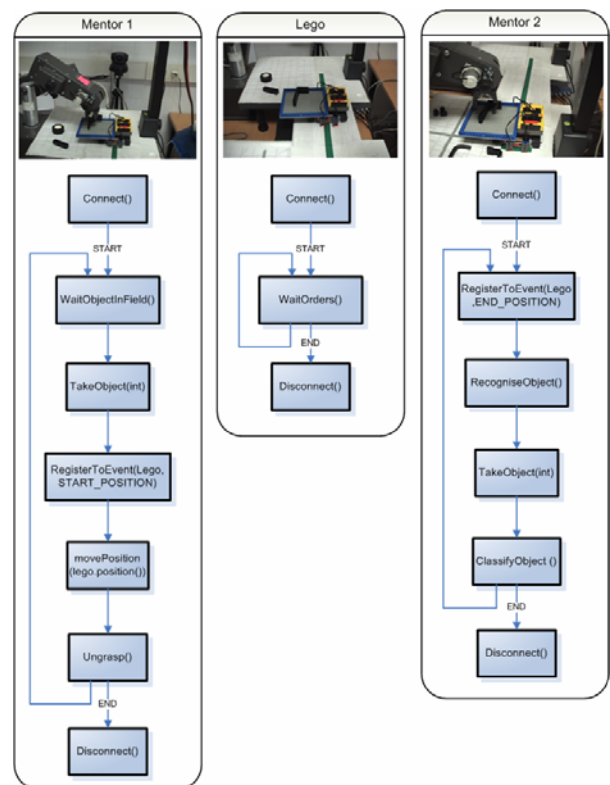 Mentor 1
Connect()
START
WaitObjectInField()
TakeObject(int)
RegisterToEvent(Lego,
START_POSITION)
movePosition
(lego.position())
Ungrasp()
END
Disconnect()
Lego
Connect()
START
WaitOrders()
END
Disconnect()
Mentor 2
Connect()
START
RegisterToEvent(Lego
,END_POSITION)
RecogniseObject()
TakeObject(int)
ClassifyObject ()
END
Disconnect()